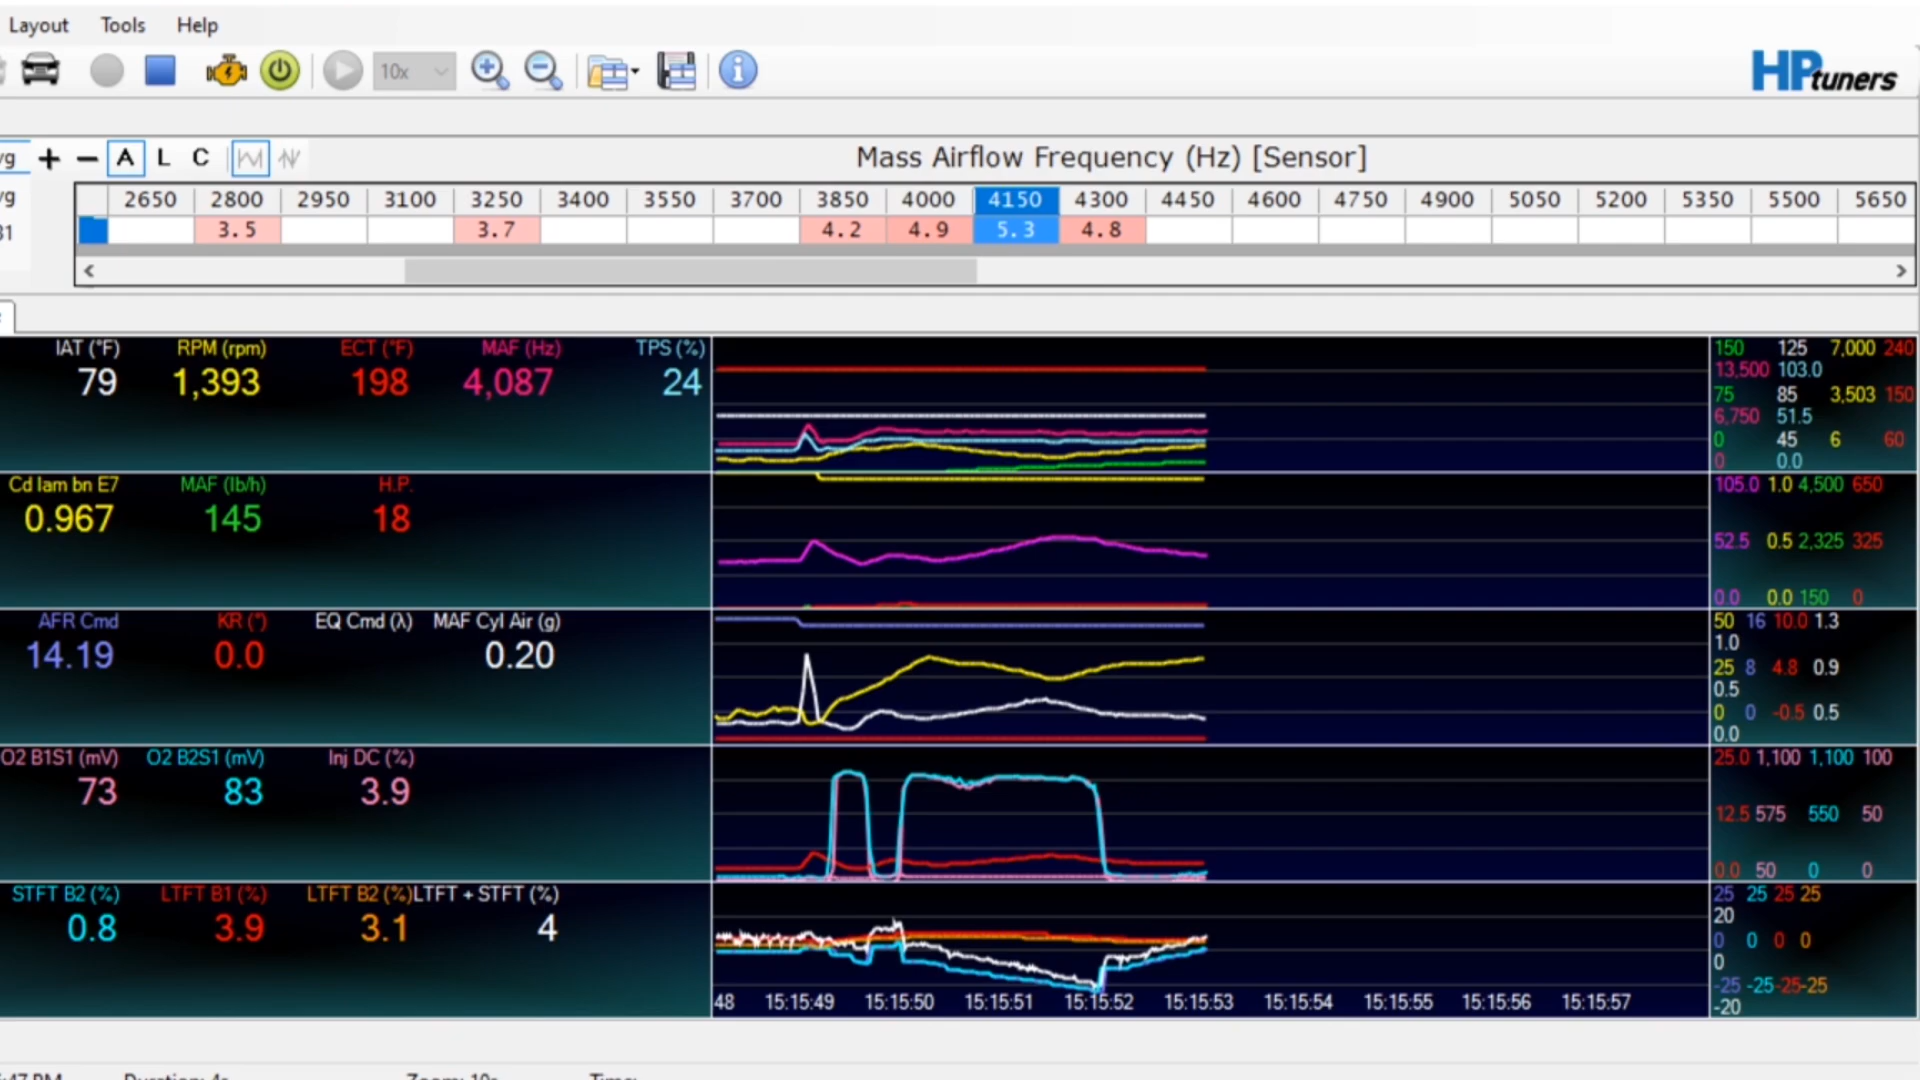 Layout Tools Help
10x
HPtuners
vg + − A L C
Mass Airflow Frequency (Hz) [Sensor]
2650 2800 2950 3100 3250 3400 3550 3700 3850 4000 4150 4300 4450 4600 4750 4900 5050 5200 5350 5500 5650
3.5 3.7 4.2 4.9 5.3 4.8
IAT (°F) RPM (rpm) ECT (°F) MAF (Hz) TPS (%)
79 1,393 198 4,087 24
150 125 7,000 240
13,500 103.0
75 85 3,503 150
6,750 51.5
0 45 6 60
0 0.0
Cd lam bn E7 MAF (lb/h) H.P.
0.967 145 18
105.0 1.0 4,500 650
52.5 0.5 2,325 325
0.0 0.0 150 0
AFR Cmd KR (°) EQ Cmd (λ) MAF Cyl Air (g)
14.19 0.0 0.20
50 16 10.0 1.3
1.0
25 8 4.8 0.9
0.5
0 0 -0.5 0.5
0.0
O2 B1S1 (mV) O2 B2S1 (mV) Inj DC (%)
73 83 3.9
25.0 1,100 1,100 100
12.5 575 550 50
0.0 50 0 0
STFT B2 (%) LTFT B1 (%) LTFT B2 (%) LTFT + STFT (%)
0.8 3.9 3.1 4
25 25 25 25
20
0 0 0 0
0
-25 -25 -25 -25
-20
48 15:15:49 15:15:50 15:15:51 15:15:52 15:15:53 15:15:54 15:15:55 15:15:56 15:15:57